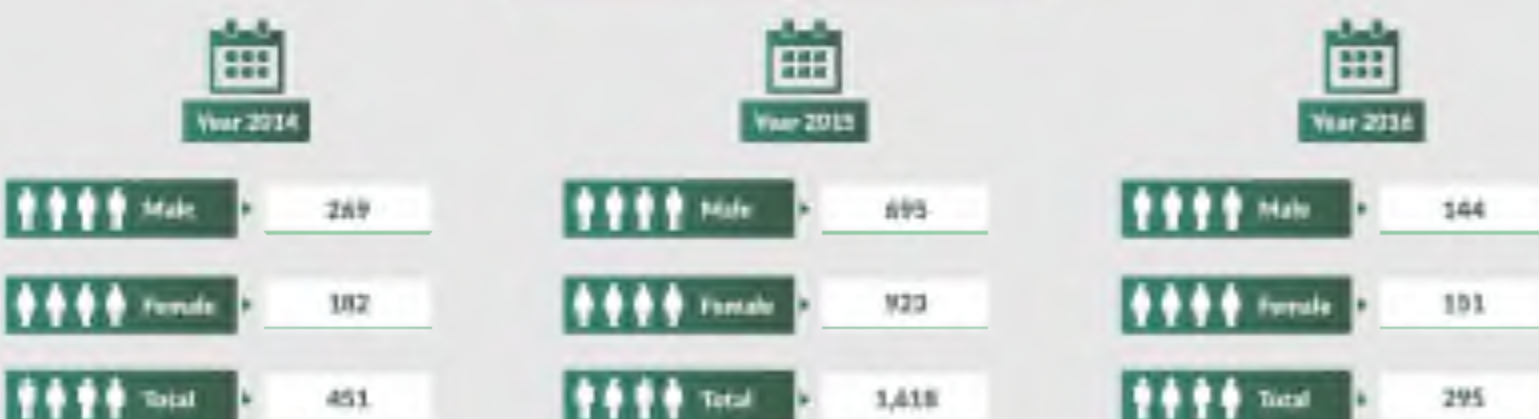 Year 2014
Male 269
Female 182
Total 451
Year 2015
Male 695
Female 923
Total 1,618
Year 2016
Male 144
Female 151
Total 295